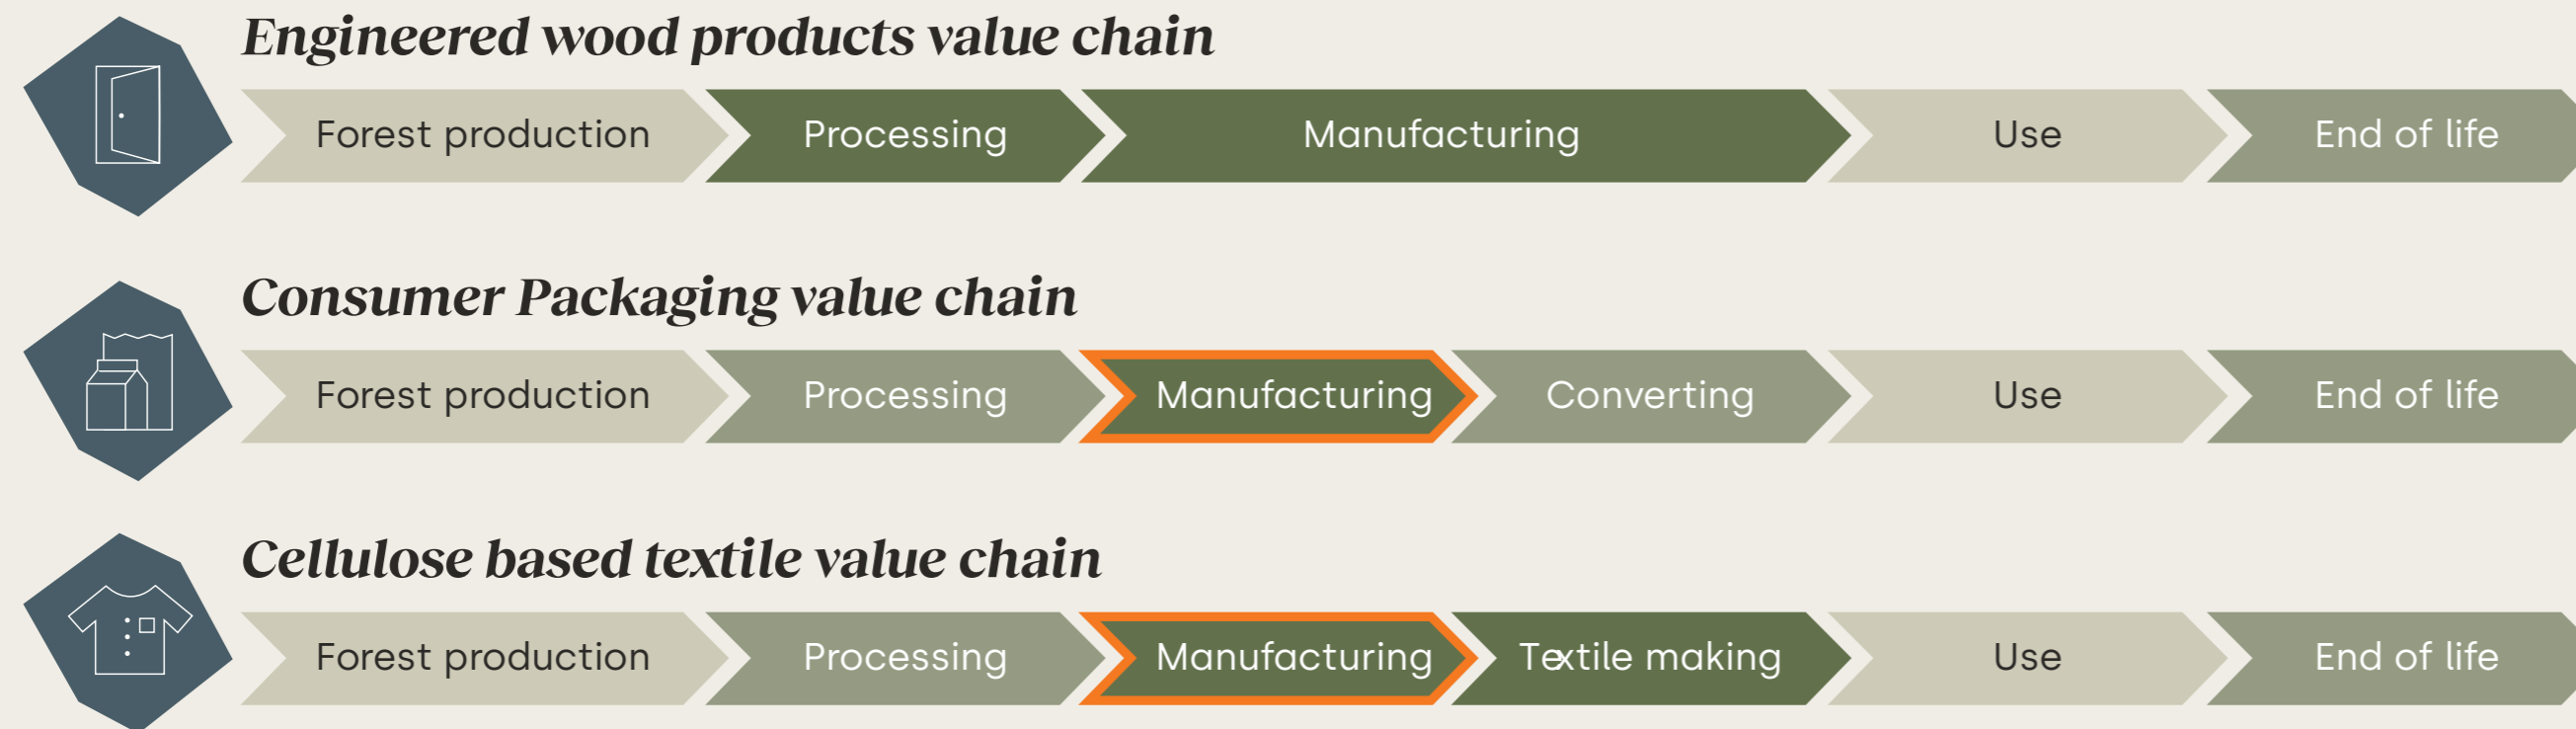 Engineered wood products value chain
Forest production Processing Manufacturing Use End of life
Consumer Packaging value chain
Forest production Processing Manufacturing Converting Use End of life
Cellulose based textile value chain
Forest production Processing Manufacturing Textile making Use End of life